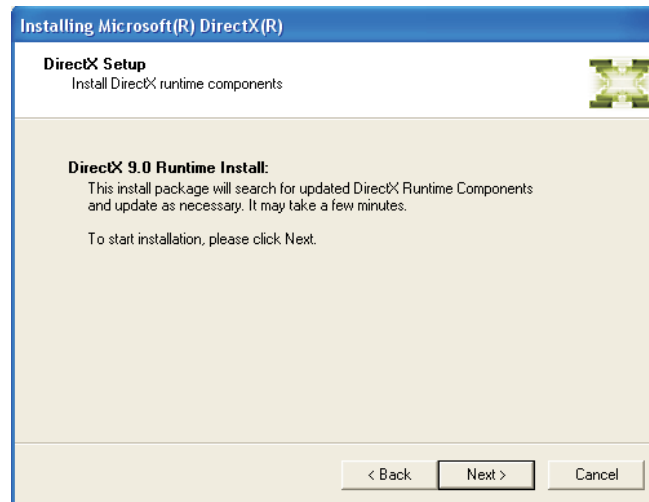 Installing Microsoft(R) DirectX(R)
DirectX Setup
Install DirectX runtime components
DirectX 9.0 Runtime Install:
This install package will search for updated DirectX Runtime Components
and update as necessary. It may take a few minutes.
To start installation, please click Next.
< Back Next > Cancel